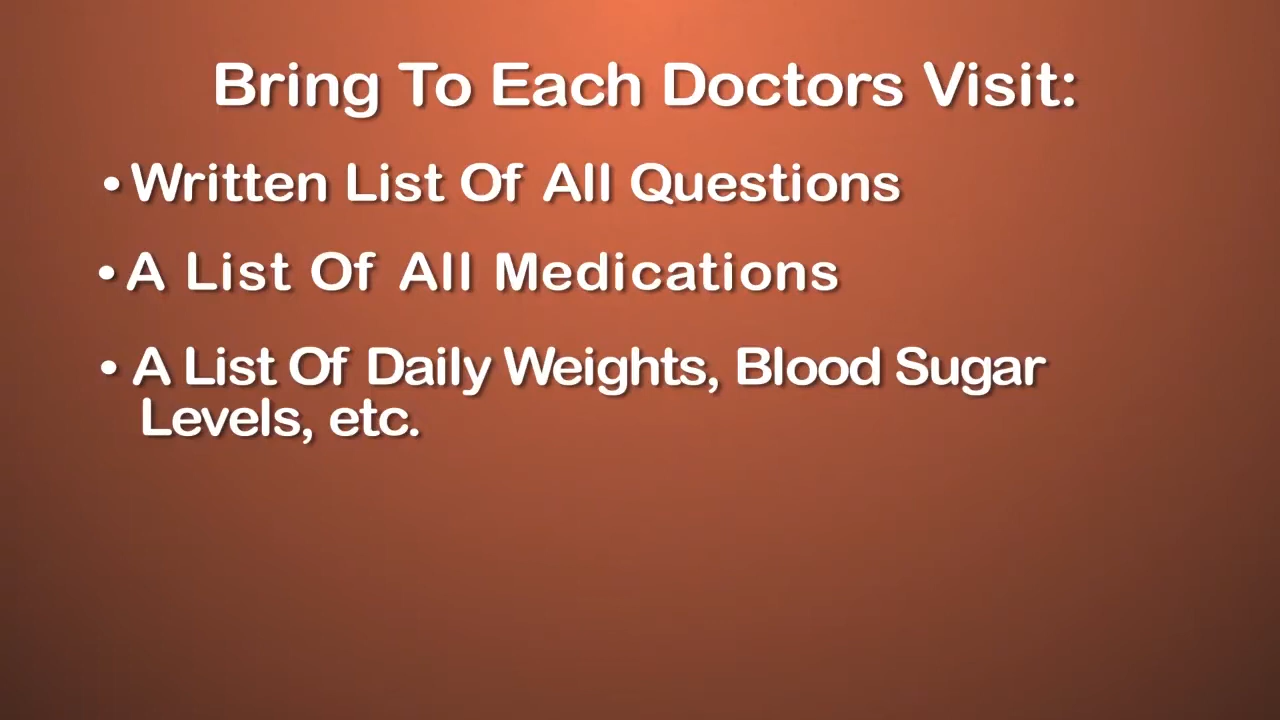 Bring To Each Doctors Visit:
• Written List Of All Questions
• A List Of All Medications
• A List Of Daily Weights, Blood Sugar
Levels, etc.